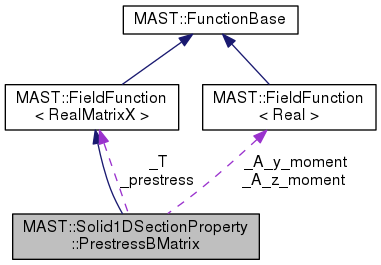 MAST::FunctionBase
MAST::FieldFunction
< RealMatrixX >
MAST::FieldFunction
< Real >
_T
_prestress
_A_y_moment
_A_z_moment
MAST::Solid1DSectionProperty
::PrestressBMatrix